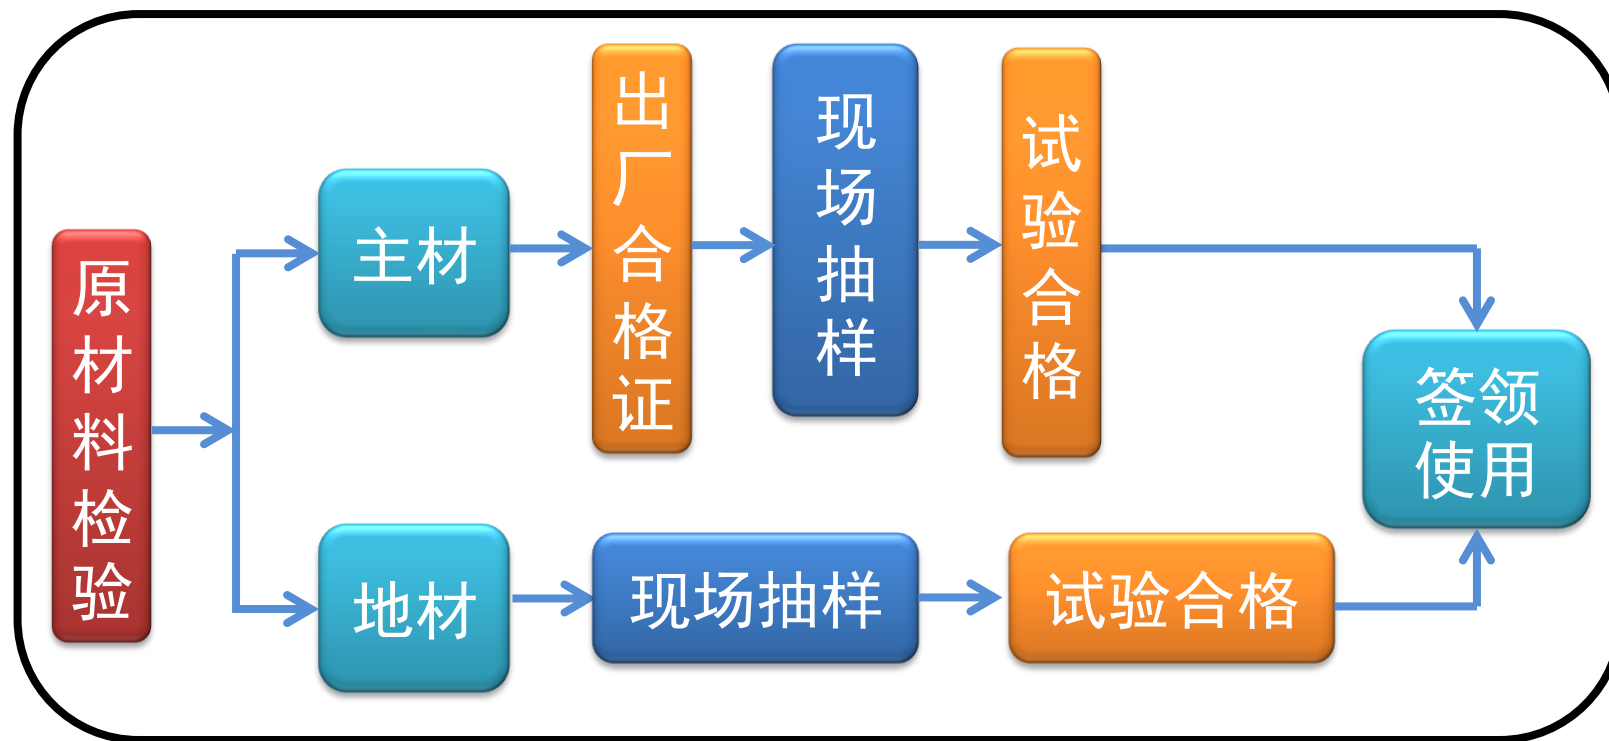 原材料检验
主材
出厂合格证
现场抽样
试验合格
签领
使用
地材
现场抽样
试验合格